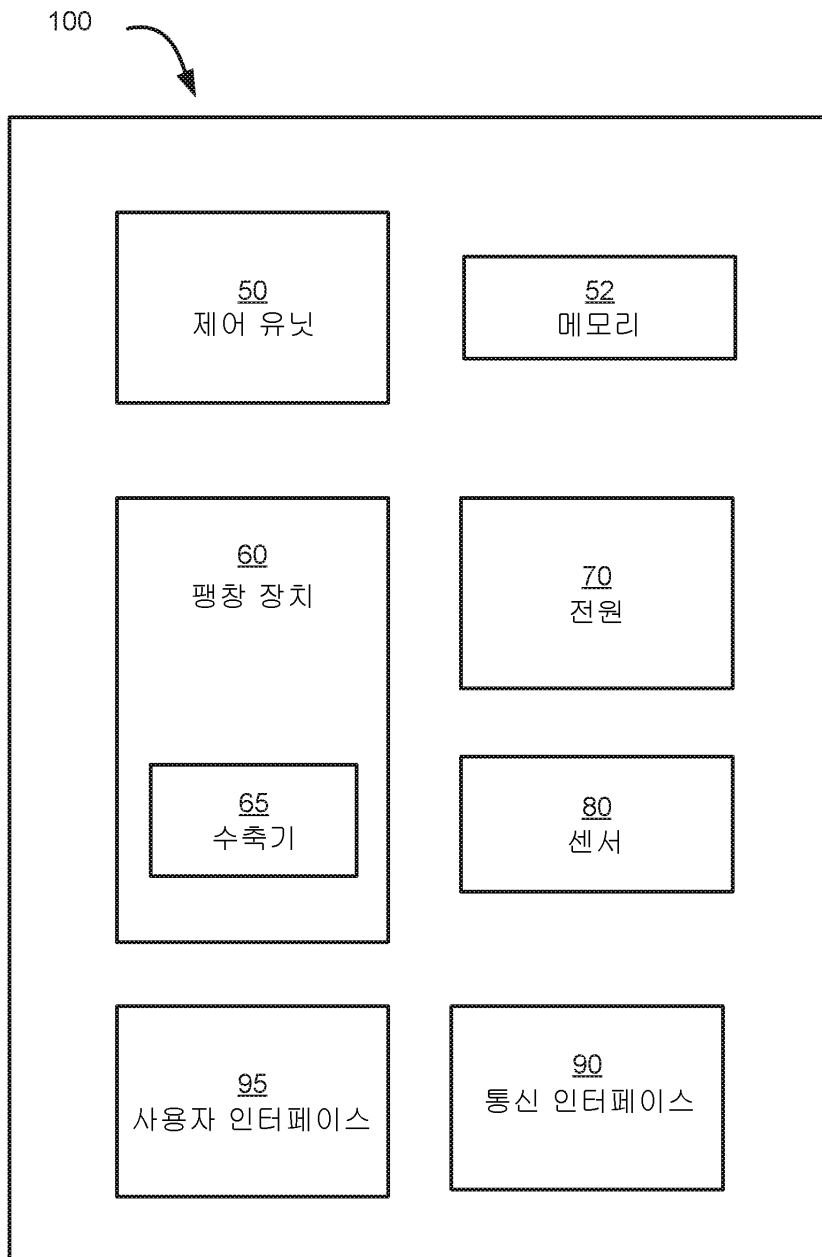 100
50
제어 유닛
52
메모리
60
팽창 장치
70
전원
65
수축기
80
센서
95
사용자 인터페이스
90
통신 인터페이스